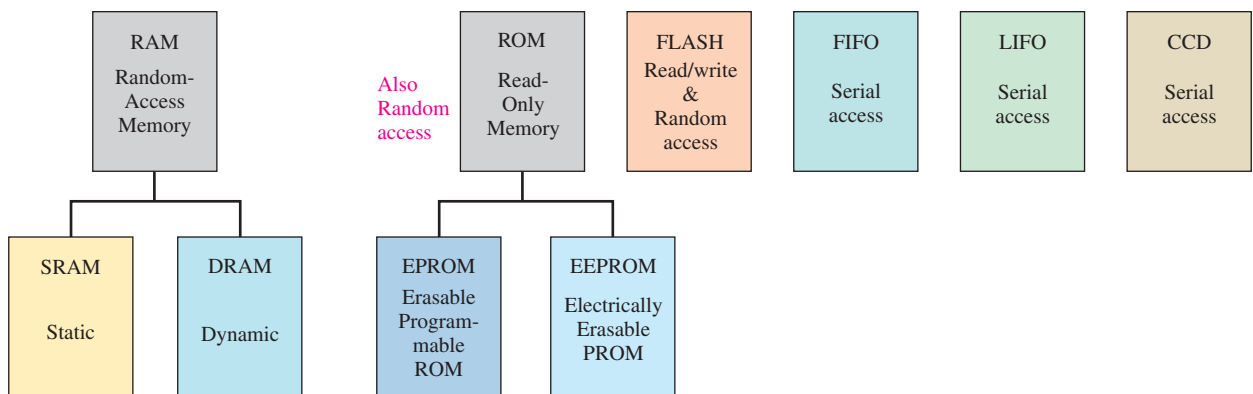 RAM
Random-
Access
Memory
Also
Random
access
ROM
Read-
Only
Memory
FLASH
Read/write
&
Random
access
FIFO
Serial
access
LIFO
Serial
access
CCD
Serial
access
SRAM
Static
DRAM
Dynamic
EPROM
Erasable
Program-
mable
ROM
EEPROM
Electrically
Erasable
PROM